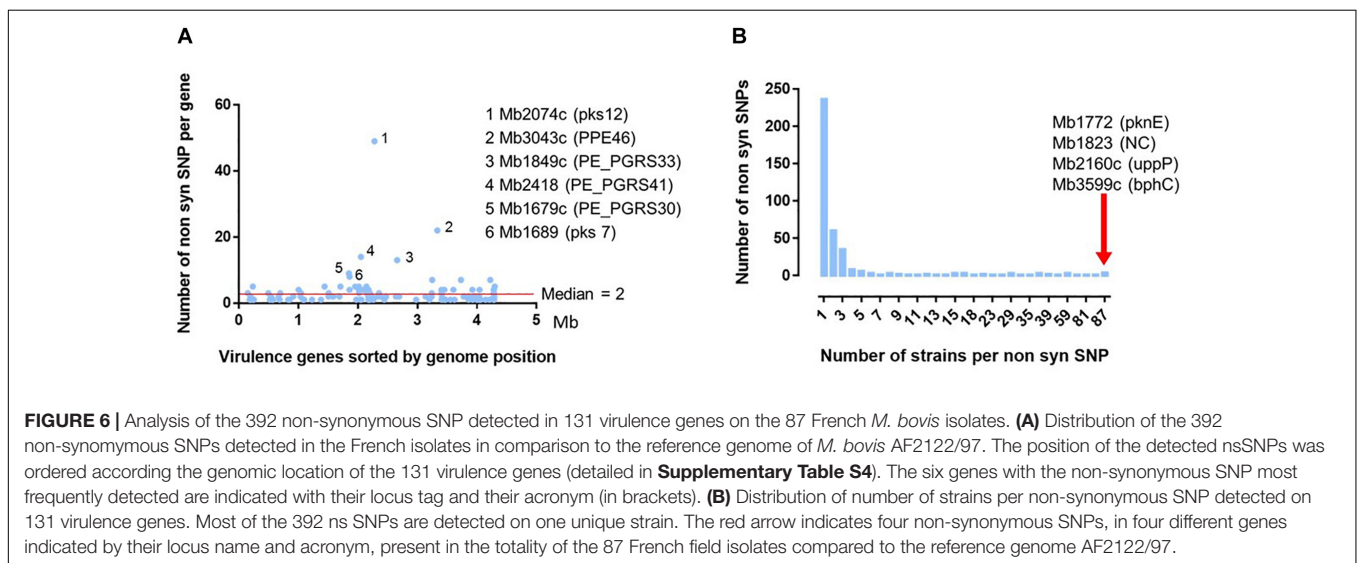 A
Number of non syn SNP per gene
60
40
20
0
0 1 2 3 4 5 Mb
1
2
3
4
5
6
1 Mb2074c (pks12)
2 Mb3043c (PPE46)
3 Mb1849c (PE_PGRS33)
4 Mb2418 (PE_PGRS41)
5 Mb1679c (PE_PGRS30)
6 Mb1689 (pks 7)
Median = 2
Virulence genes sorted by genome position
B
Number of non syn SNPs
250
200
150
100
50
0
1 3 5 7 9 11 13 15 18 23 29 35 39 59 81 87
Mb1772 (pknE)
Mb1823 (NC)
Mb2160c (uppP)
Mb3599c (bphC)
Number of strains per non syn SNP
FIGURE 6 | Analysis of the 392 non-synonymous SNP detected in 131 virulence genes on the 87 French M. bovis isolates. (A) Distribution of the 392
non-synomymous SNPs detected in the French isolates in comparison to the reference genome of M. bovis AF2122/97. The position of the detected nsSNPs was
ordered according the genomic location of the 131 virulence genes (detailed in Supplementary Table S4). The six genes with the non-synonymous SNP most
frequently detected are indicated with their locus tag and their acronym (in brackets). (B) Distribution of number of strains per non-synonymous SNP detected on
131 virulence genes. Most of the 392 ns SNPs are detected on one unique strain. The red arrow indicates four non-synonymous SNPs, in four different genes
indicated by their locus name and acronym, present in the totality of the 87 French field isolates compared to the reference genome AF2122/97.